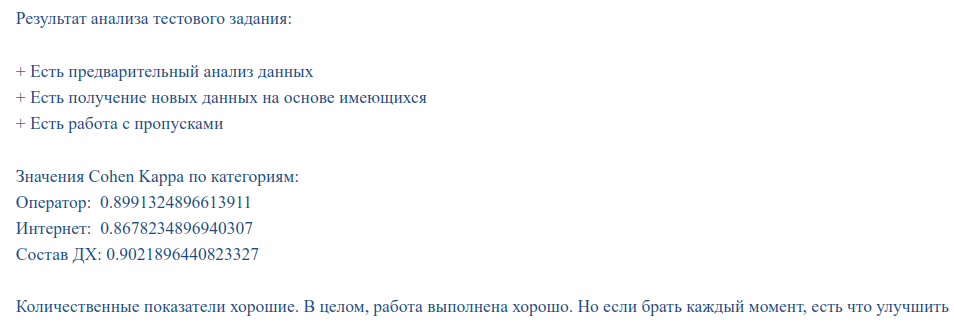 Результат анализа тестового задания:
+ Есть предварительный анализ данных
+ Есть получение новых данных на основе имеющихся
+ Есть работа с пропусками
Значения Cohen Kappa по категориям:
Оператор: 0.8991324896613911
Интернет: 0.8678234896940307
Состав ДХ: 0.9021896440823327
Количественные показатели хорошие. В целом, работа выполнена хорошо. Но если брать каждый момент, есть что улучшить